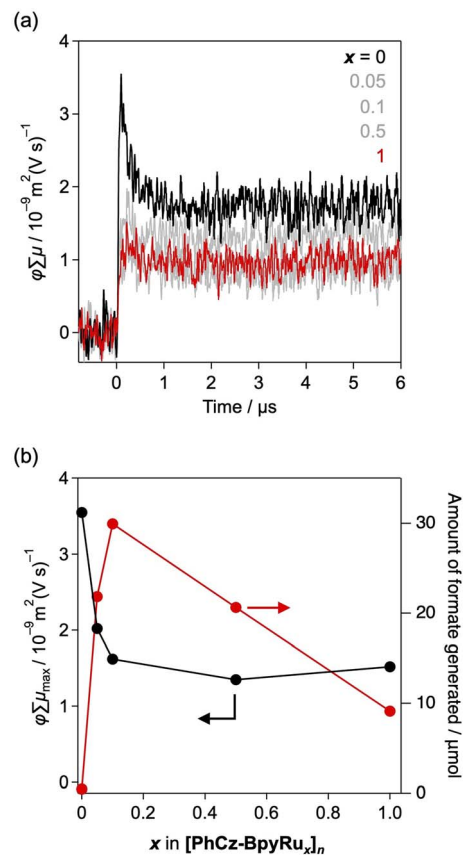 (a)
4
3
2
1
0
φ∑μ / 10⁻⁹ m² (V s)⁻¹
x = 0
0.05
0.1
0.5
1
0 1 2 3 4 5 6
Time / μs
(b)
4
3
2
1
0
φ∑μmax / 10⁻⁹ m² (V s)⁻¹
30
20
10
0
Amount of formate generated / μmol
0 0.2 0.4 0.6 0.8 1.0
x in [PhCz-BpyRux]n